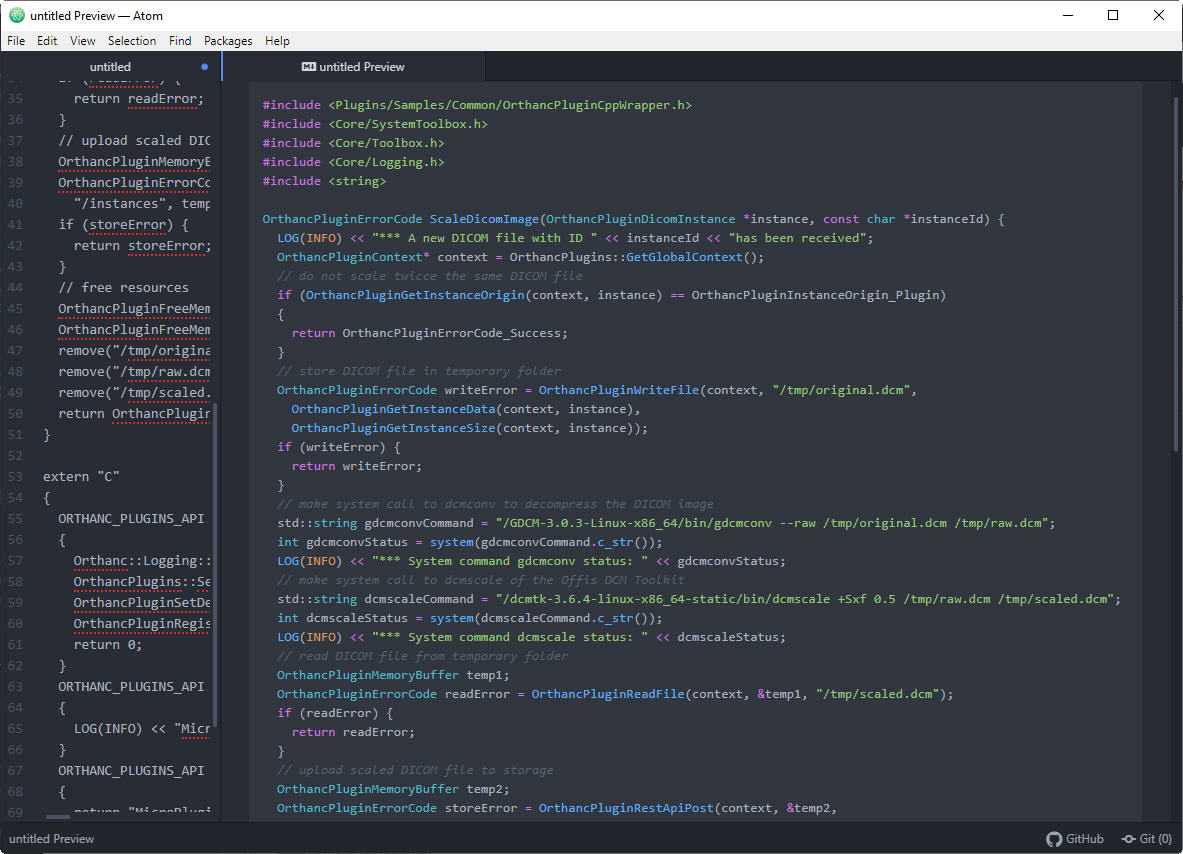 untitled Preview — Atom
File Edit View Selection Find Packages Help
untitled
untitled Preview
35 return readError;
36 }
37 // upload scaled DIC
38 OrthancPluginMemoryB
39 OrthancPluginErrorCo
40 "/instances", temp
41 if (storeError) {
42 return storeError;
43 }
44 // free resources
45 OrthancPluginFreeMem
46 OrthancPluginFreeMem
47 remove("/tmp/origina
48 remove("/tmp/raw.dcm
49 remove("/tmp/scaled.
50 return OrthancPlugin
51 }
52
53 extern "C"
54 {
55 ORTHANC_PLUGINS_API
56 {
57 Orthanc::Logging::
58 OrthancPlugins::Se
59 OrthancPluginSetDe
60 OrthancPluginRegis
61 return 0;
62 }
63 ORTHANC_PLUGINS_API
64 {
65 LOG(INFO) << "Micr
66 }
67 ORTHANC_PLUGINS_API
68 {
69 return "MicroPlugi
#include <Plugins/Samples/Common/OrthancPluginCppWrapper.h>
#include <Core/SystemToolbox.h>
#include <Core/Toolbox.h>
#include <Core/Logging.h>
#include <string>
OrthancPluginErrorCode ScaleDicomImage(OrthancPluginDicomInstance *instance, const char *instanceId) {
LOG(INFO) << "*** A new DICOM file with ID " << instanceId << "has been received";
OrthancPluginContext* context = OrthancPlugins::GetGlobalContext();
// do not scale twicce the same DICOM file
if (OrthancPluginGetInstanceOrigin(context, instance) == OrthancPluginInstanceOrigin_Plugin)
{
return OrthancPluginErrorCode_Success;
}
// store DICOM file in temporary folder
OrthancPluginErrorCode writeError = OrthancPluginWriteFile(context, "/tmp/original.dcm",
OrthancPluginGetInstanceData(context, instance),
OrthancPluginGetInstanceSize(context, instance));
if (writeError) {
return writeError;
}
// make system call to dcmconv to decompress the DICOM image
std::string gdcmconvCommand = "/GDCM-3.0.3-Linux-x86_64/bin/gdcmconv --raw /tmp/original.dcm /tmp/raw.dcm";
int gdcmconvStatus = system(gdcmconvCommand.c_str());
LOG(INFO) << "*** System command gdcmconv status: " << gdcmconvStatus;
// make system call to dcmscale of the Offis DCM Toolkit
std::string dcmscaleCommand = "/dcmtk-3.6.4-linux-x86_64-static/bin/dcmscale +Sxf 0.5 /tmp/raw.dcm /tmp/scaled.dcm";
int dcmscaleStatus = system(dcmscaleCommand.c_str());
LOG(INFO) << "*** System command dcmscale status: " << dcmscaleStatus;
// read DICOM file from temporary folder
OrthancPluginMemoryBuffer temp1;
OrthancPluginErrorCode readError = OrthancPluginReadFile(context, &temp1, "/tmp/scaled.dcm");
if (readError) {
return readError;
}
// upload scaled DICOM file to storage
OrthancPluginMemoryBuffer temp2;
OrthancPluginErrorCode storeError = OrthancPluginRestApiPost(context, &temp2,
untitled Preview
GitHub
Git (0)